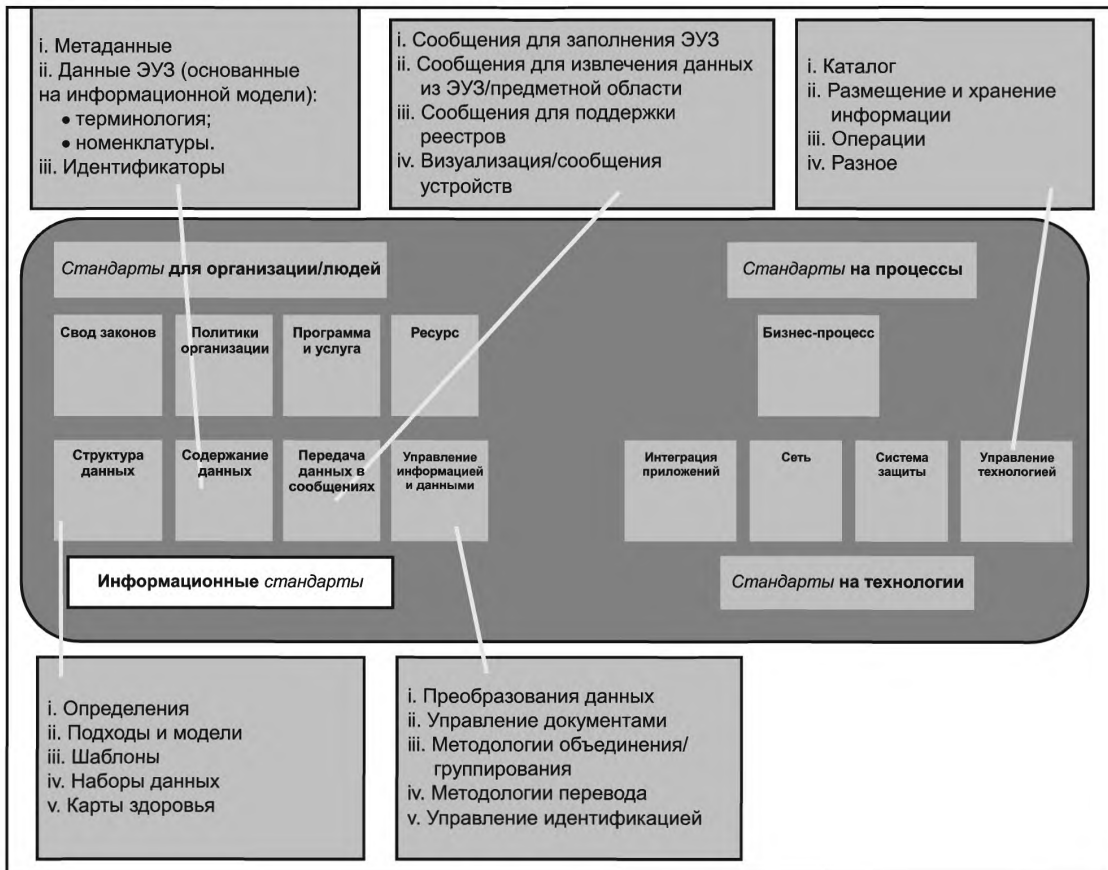 i. Метаданные
ii. Данные ЭУЗ (основанные
на информационной модели):
• терминология;
• номенклатуры.
iii. Идентификаторы
i. Сообщения для заполнения ЭУЗ
ii. Сообщения для извлечения данных
из ЭУЗ/предметной области
iii. Сообщения для поддержки
реестров
iv. Визуализация/сообщения
устройств
i. Каталог
ii. Размещение и хранение
информации
iii. Операции
iv. Разное
Стандарты для организации/людей
Стандарты на процессы
Свод законов
Политики
организации
Программа
и услуга
Ресурс
Бизнес-процесс
Структура
данных
Содержание
данных
Передача
данных в
сообщениях
Управление
информацией
и данными
Интеграция
приложений
Сеть
Система
защиты
Управление
технологией
Информационные стандарты
Стандарты на технологии
i. Определения
ii. Подходы и модели
iii. Шаблоны
iv. Наборы данных
v. Карты здоровья
i. Преобразования данных
ii. Управление документами
iii. Методологии объединения/
группирования
iv. Методологии перевода
v. Управление идентификацией